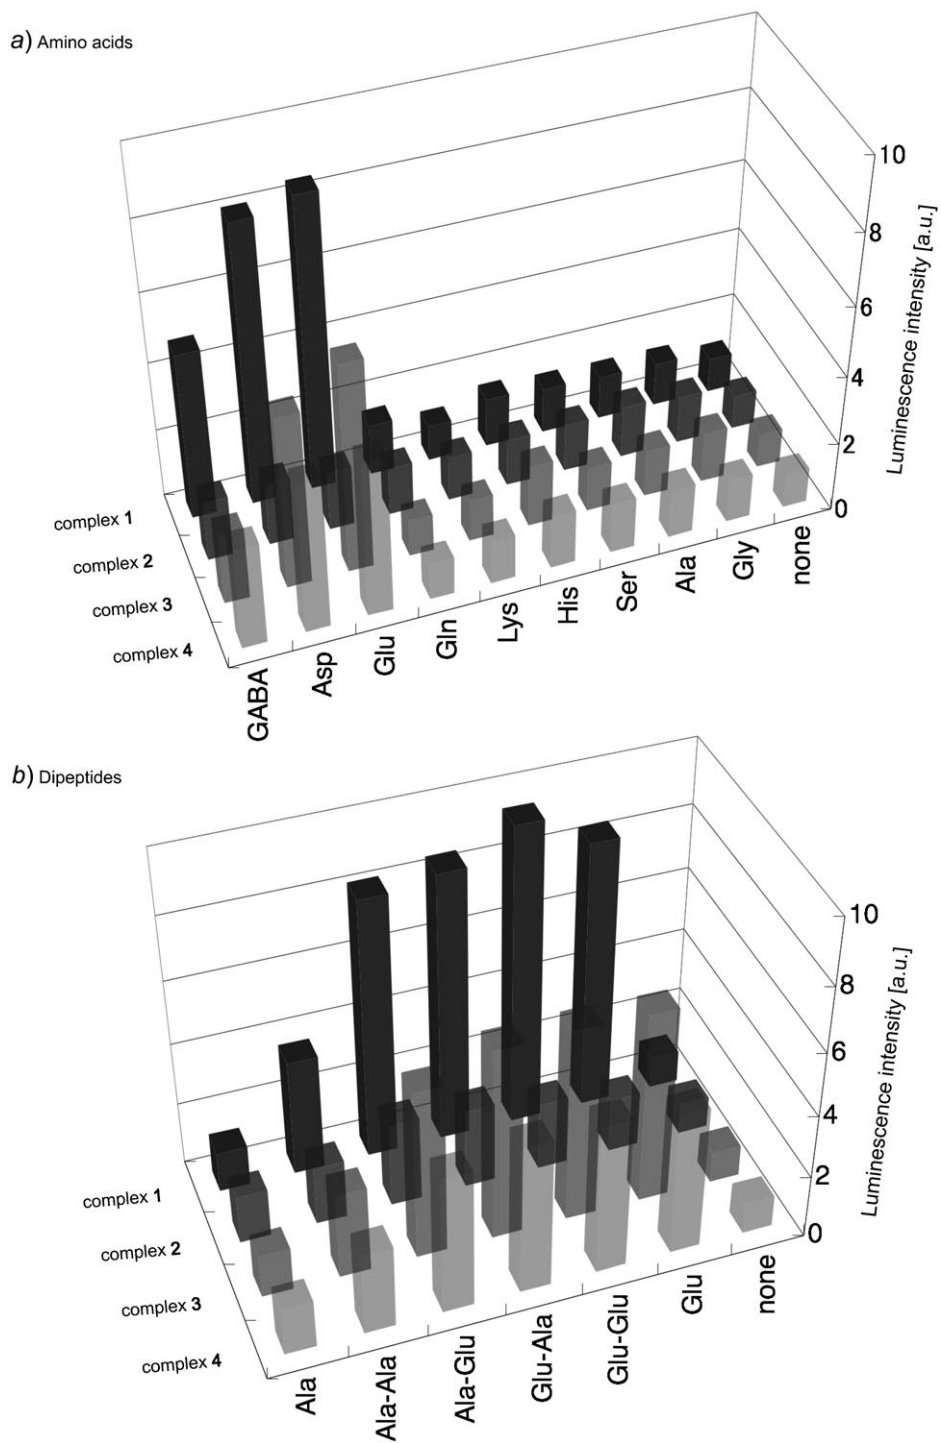 a) Amino acids
10
8
6
4
2
0
Luminescence intensity [a.u.]
complex 1
complex 2
complex 3
complex 4
GABA
Asp
Glu
Gln
Lys
His
Ser
Ala
Gly
none
b) Dipeptides
10
8
6
4
2
0
Luminescence intensity [a.u.]
complex 1
complex 2
complex 3
complex 4
Ala
Ala-Ala
Ala-Glu
Glu-Ala
Glu-Glu
Glu
none